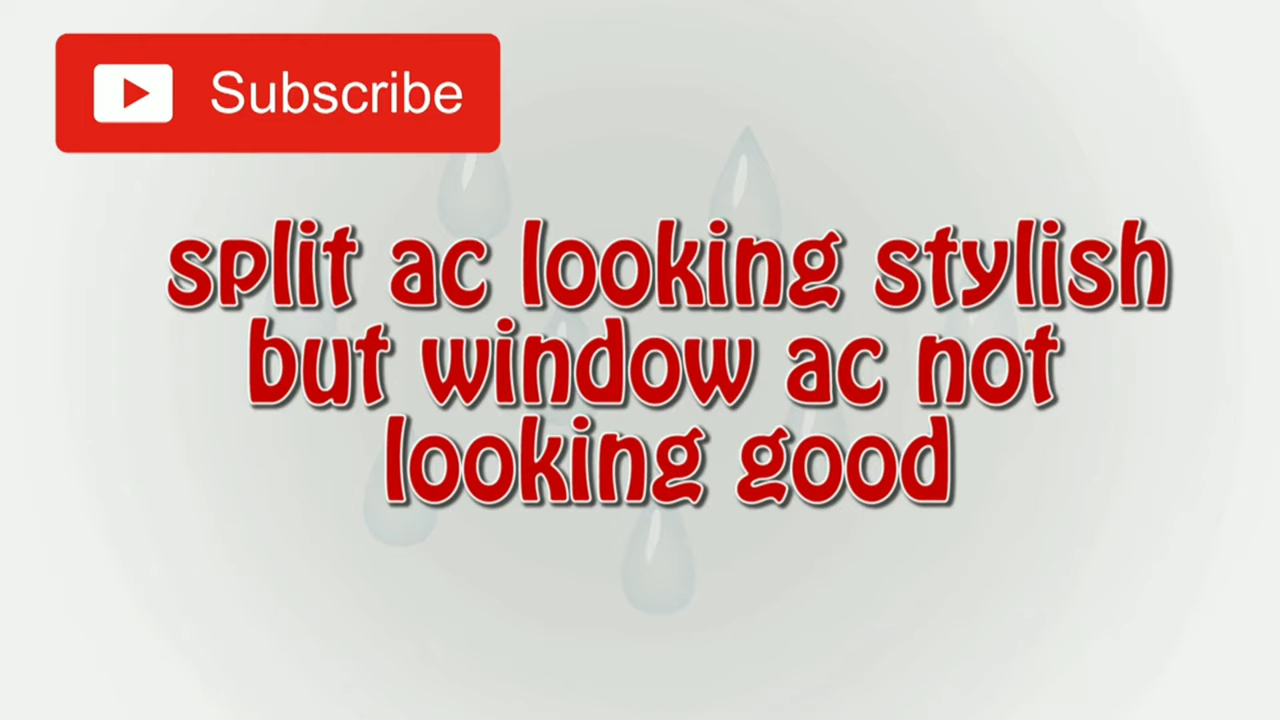 Subscribe
split ac looking stylish
but window ac not
looking good